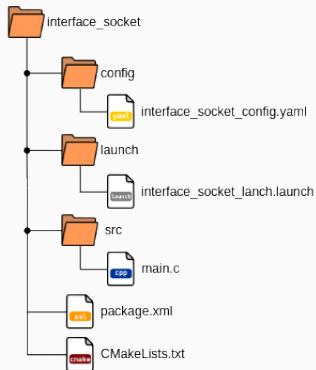 interface_socket
config
yaml
interface_socket_config.yaml
launch
launch
interface_socket_lanch.launch
src
cpp
main.c
xml
package.xml
cmake
CMakeLists.txt